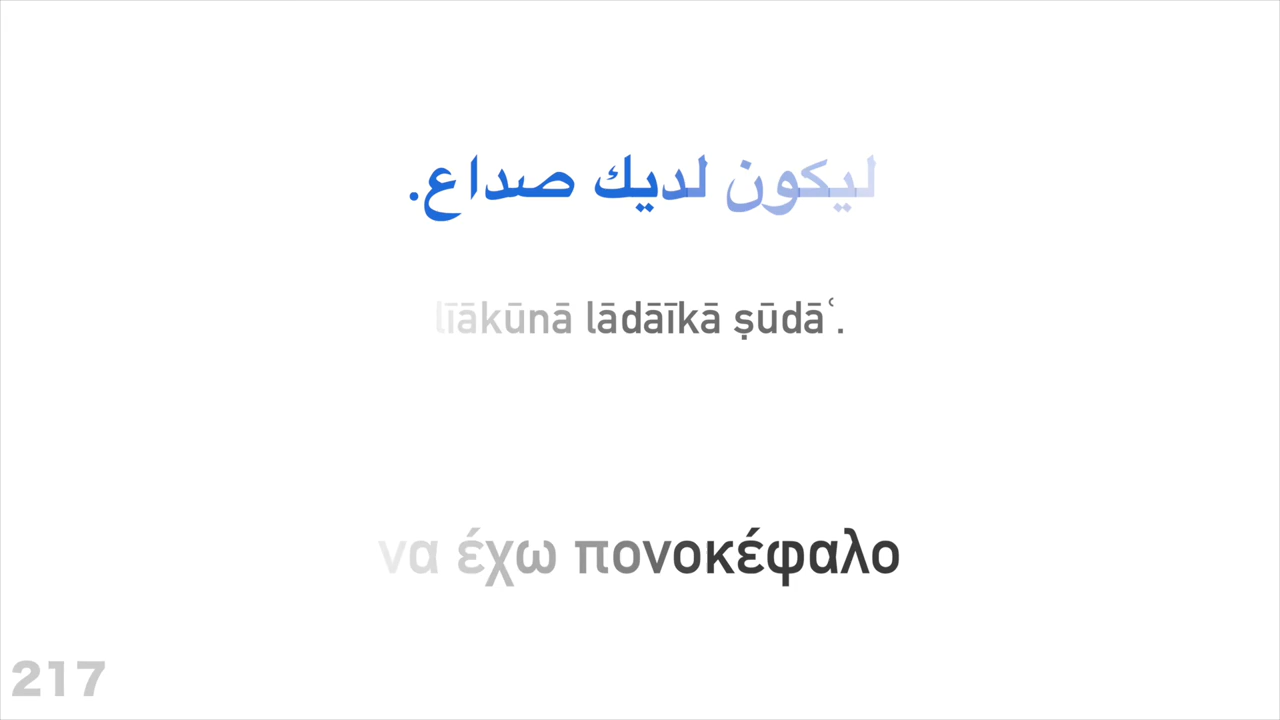 ليكون لديك صداع.
līākūnā lādāīkā ṣūdāʿ.
να έχω πονοκέφαλο
217